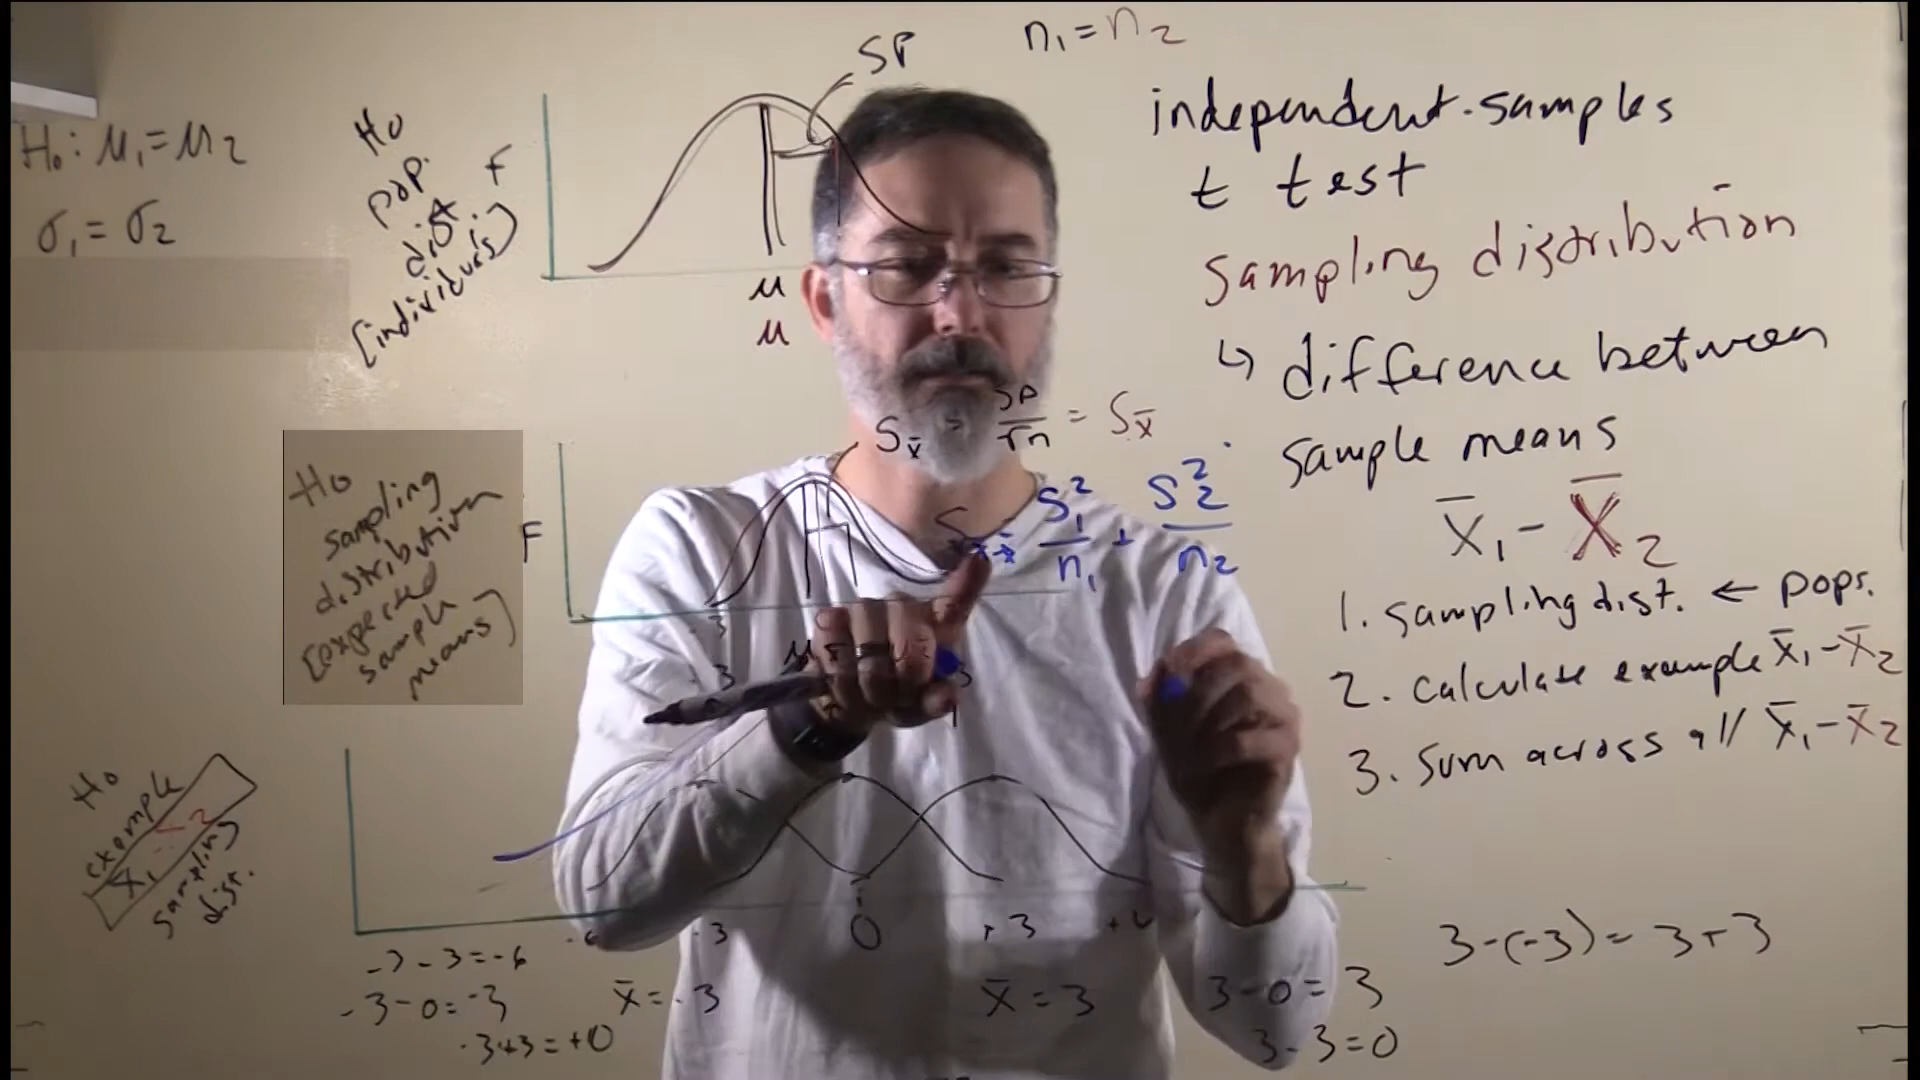 n₁ = n₂
SP
independent-samples
t test
sampling distribution
↳ difference between
sample means
x̄₁ - x̄₂
1. sampling dist. ← pops.
2. calculate example x̄₁ - x̄₂
3. sum across all x̄₁ - x̄₂
3-(-3) = 3+3
H₀: μ₁ = μ₂
σ₁ = σ₂
H₀
pop.
dist
[individuals]
F
μ
μ
H₀
sampling
distribution
[expected
sample
means]
F
S x̄ = SP/√n = S x̄
S₁²/n₁ + S₂²/n₂
H₀
example
x̄₁ - x̄₂
sampling
dist.
-3 0 +3
-3-3=-6
-3-0=-3
-3+3=+0
x̄ = -3
x̄ = 3
3-0=3
3-3=0